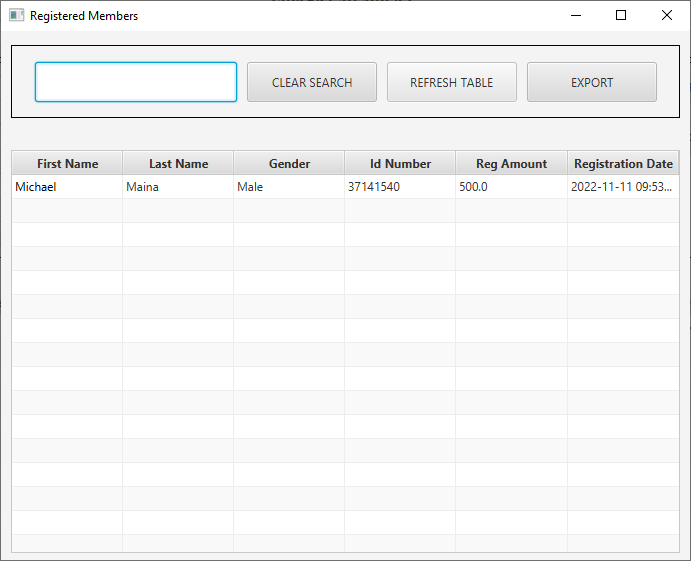 Registered Members
CLEAR SEARCH REFRESH TABLE EXPORT
First Name Last Name Gender Id Number Reg Amount Registration Date
Michael Maina Male 37141540 500.0 2022-11-11 09:53...